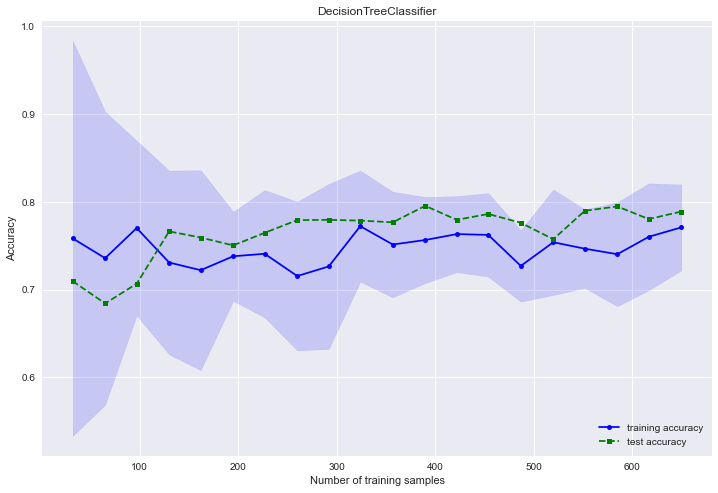 DecisionTreeClassifier
1.0
0.9
0.8
0.7
0.6
Accuracy
100
200
300
400
500
600
Number of training samples
training accuracy
test accuracy